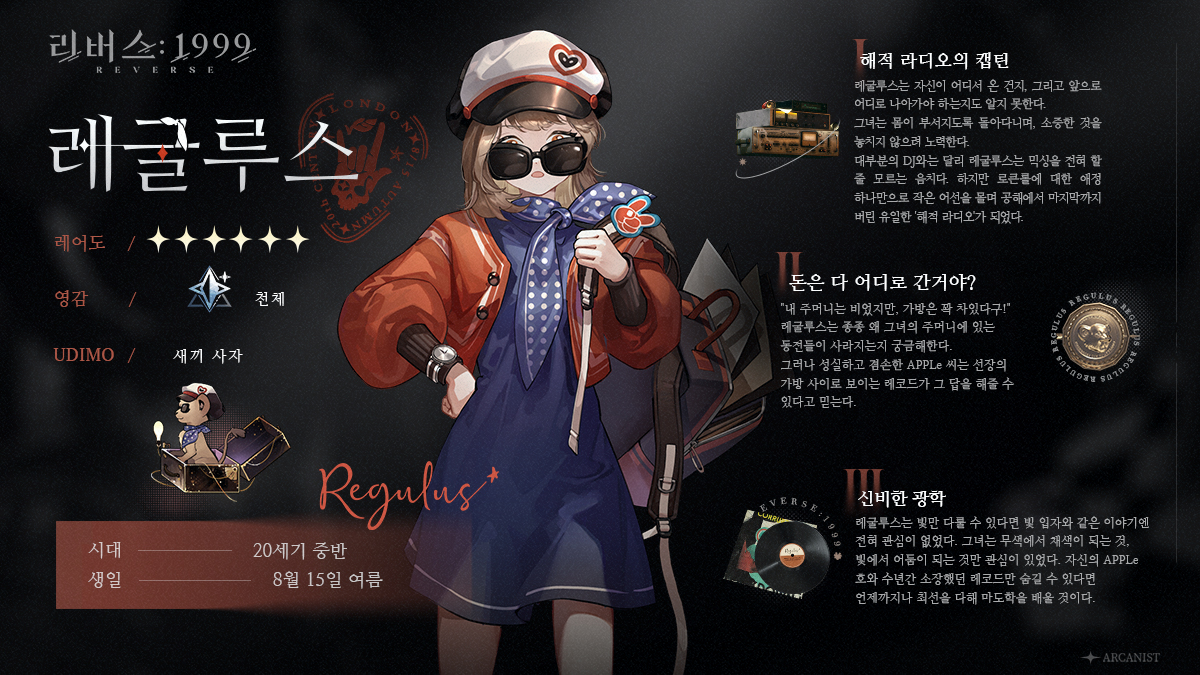 리버스:1999
REVERSE
래귤루스
LONDON
8/15 AUTUMN
20th CENT
레어도 /
영감 / 천체
UDIMO / 새끼 사자
Regulus
시대 20세기 중반
생일 8월 15일 여름
I
해적 라디오의 캡틴
레굴루스는 자신이 어디서 온 건지, 그리고 앞으로
어디로 나아가야 하는지도 알지 못한다.
그녀는 몸이 부서지도록 돌아다니며, 소중한 것을
놓치지 않으려 노력한다.
대부분의 DJ와는 달리 레굴루스는 믹싱을 전혀 할
줄 모르는 음치다. 하지만 로큰롤에 대한 애정
하나만으로 작은 어선을 몰며 공해에서 마지막까지
버틴 유일한 '해적 라디오'가 되었다.
II
돈은 다 어디로 간거야?
"내 주머니는 비었지만, 가방은 꽉 차있다구!"
레굴루스는 종종 왜 그녀의 주머니에 있는
동전들이 사라지는지 궁금해한다.
그러나 성실하고 겸손한 APPLe 씨는 선장의
가방 사이로 보이는 레코드가 그 답을 해줄 수
있다고 믿는다.
REGULUS REGULUS REGULUS REGULUS
III
신비한 광학
레굴루스는 빛만 다룰 수 있다면 빛 입자와 같은 이야기엔
전혀 관심이 없었다. 그녀는 무색에서 채색이 되는 것,
빛에서 어둠이 되는 것만 관심이 있었다. 자신의 APPLe
호와 수년간 소장했던 레코드만 숨길 수 있다면
언제까지나 최선을 다해 마도학을 배울 것이다.
REVERSE:1999
ARCANIST